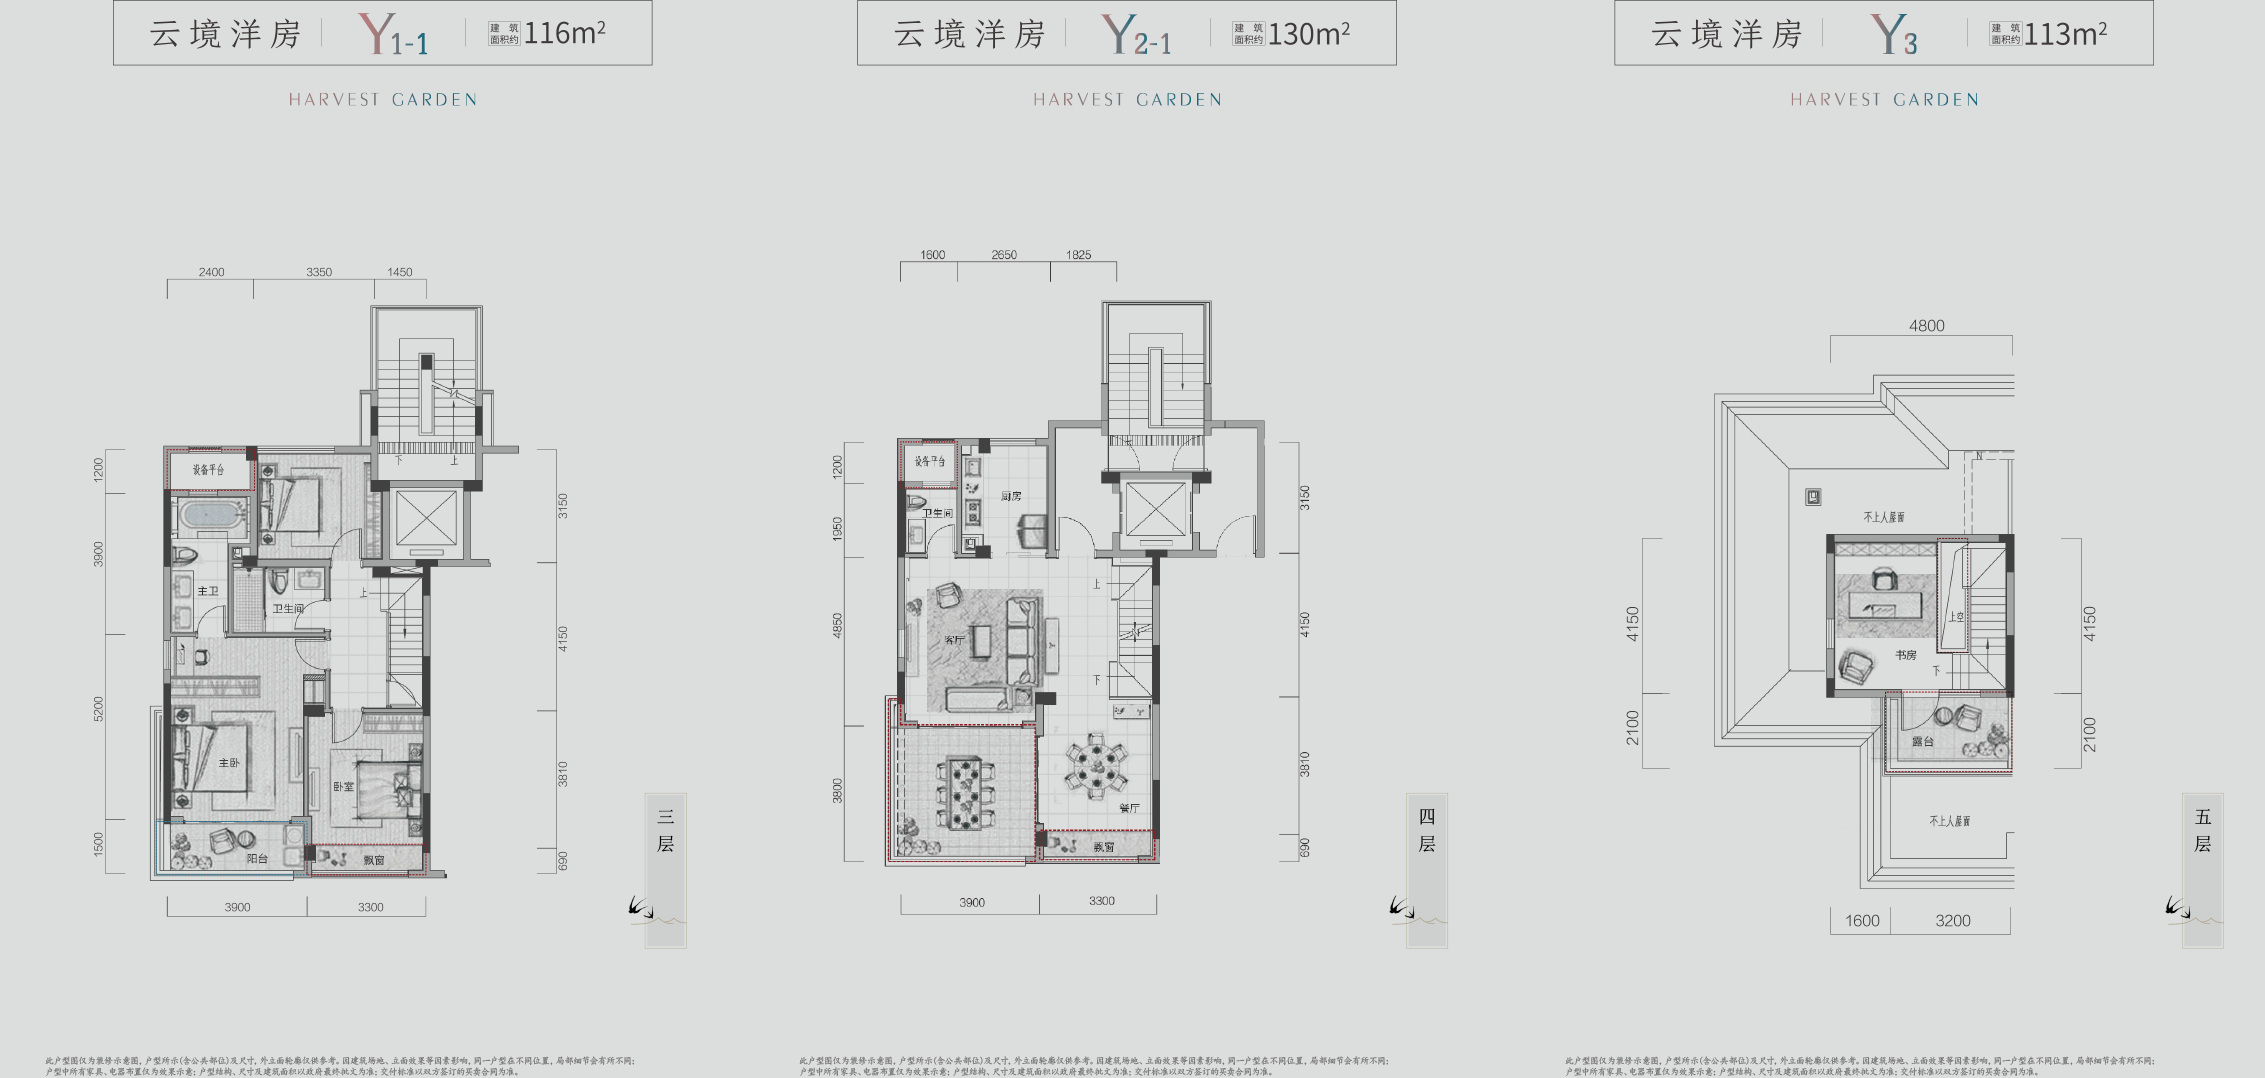 云境洋房 Y1-1 建筑面积约 116m²
HARVEST GARDEN
2400 3350 1450
1200
3900
5200
1500
3150
4150
3810
690
设备平台
下 上
主卫
卫生间
上
主卧
卧室
阳台
飘窗
3900 3300
三层
此户型图仅为装修示意图，户型所示(含公共部位)及尺寸，外立面轮廓仅供参考。因建筑场地、立面效果等因素影响，同一户型在不同位置，局部细节会有所不同；
户型中所有家具、电器布置仅为效果示意；户型结构、尺寸及建筑面积以政府最终批文为准；交付标准以双方签订的买卖合同为准。
云境洋房 Y2-1 建筑面积约 130m²
HARVEST GARDEN
1600 2650 1825
1200
1950
4850
3800
3150
4150
3810
690
设备平台
厨房
卫生间
上
客厅
下
餐厅
飘窗
3900 3300
四层
此户型图仅为装修示意图，户型所示(含公共部位)及尺寸，外立面轮廓仅供参考。因建筑场地、立面效果等因素影响，同一户型在不同位置，局部细节会有所不同；
户型中所有家具、电器布置仅为效果示意；户型结构、尺寸及建筑面积以政府最终批文为准；交付标准以双方签订的买卖合同为准。
云境洋房 Y3 建筑面积约 113m²
HARVEST GARDEN
4800
N
不上人屋面
4150
2100
4150
2100
上空
书房
下
露台
不上人屋面
1600 3200
五层
此户型图仅为装修示意图，户型所示(含公共部位)及尺寸，外立面轮廓仅供参考。因建筑场地、立面效果等因素影响，同一户型在不同位置，局部细节会有所不同；
户型中所有家具、电器布置仅为效果示意；户型结构、尺寸及建筑面积以政府最终批文为准；交付标准以双方签订的买卖合同为准。